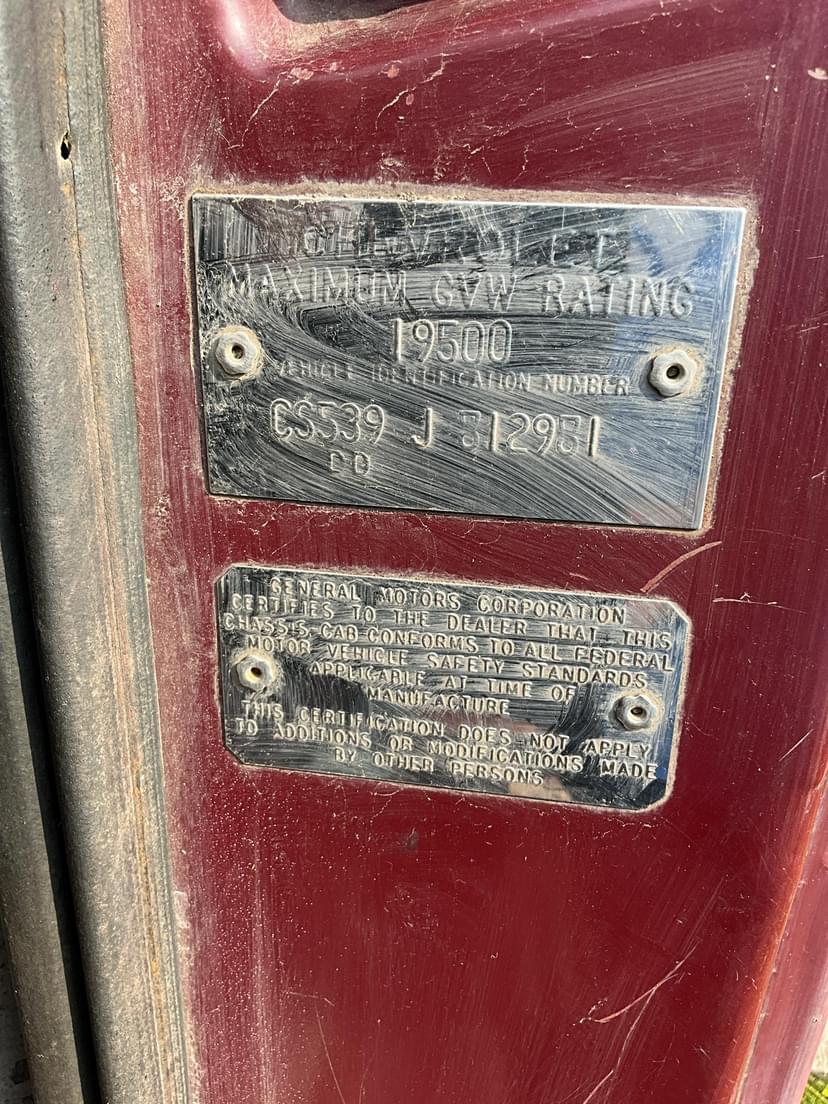 CHEVROLET
MAXIMUM GVW RATING
19500
VEHICLE IDENTIFICATION NUMBER
CS539 J
GENERAL MOTORS CORPORATION
CERTIFIES TO THE DEALER THAT THIS
CHASSIS-CAB CONFORMS TO ALL FEDERAL
MOTOR VEHICLE SAFETY STANDARDS
APPLICABLE AT TIME OF
MANUFACTURE
THIS CERTIFICATION DOES NOT APPLY
TO ADDITIONS OR MODIFICATIONS MADE
BY OTHER PERSONS